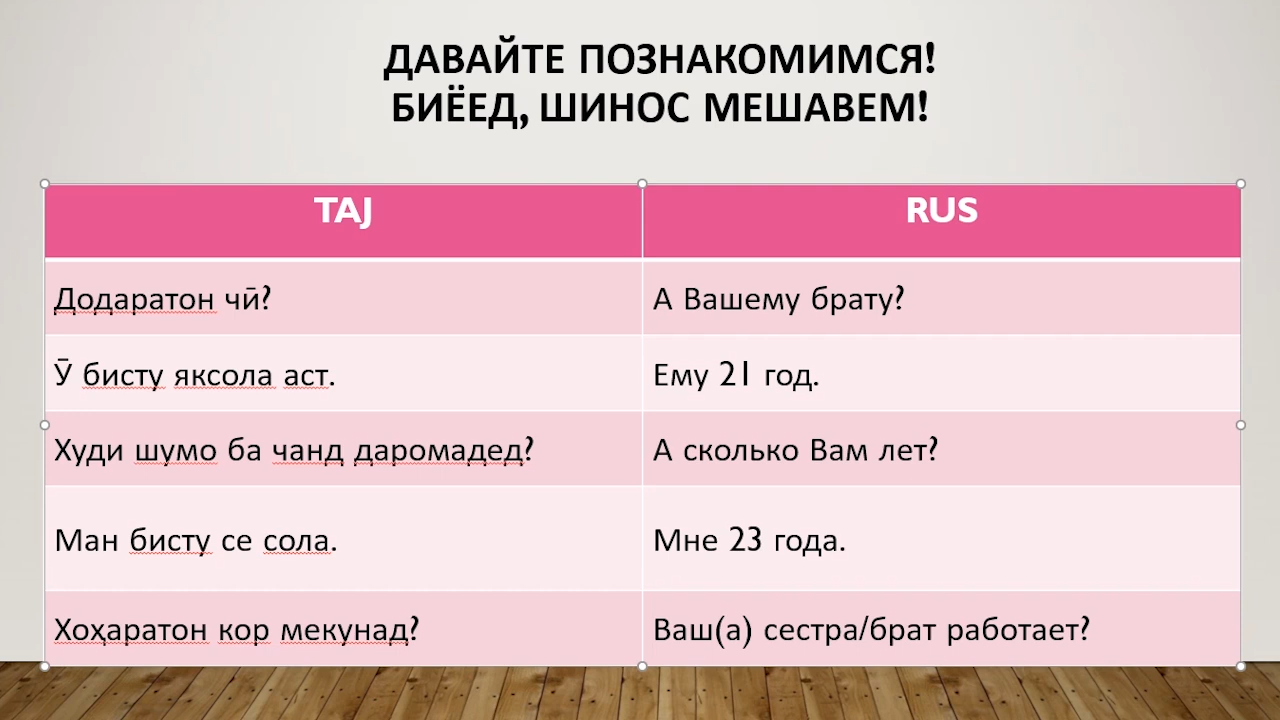 ДАВАЙТЕ ПОЗНАКОМИМСЯ!
БИЁЕД, ШИНОС МЕШАВЕМ!
TAJ
RUS
Додаратон чӣ?
А Вашему брату?
Ӯ бисту яксола аст.
Ему 21 год.
Худи шумо ба чанд даромадед?
А сколько Вам лет?
Ман бисту се сола.
Мне 23 года.
Хоҳаратон кор мекунад?
Ваш(а) сестра/брат работает?